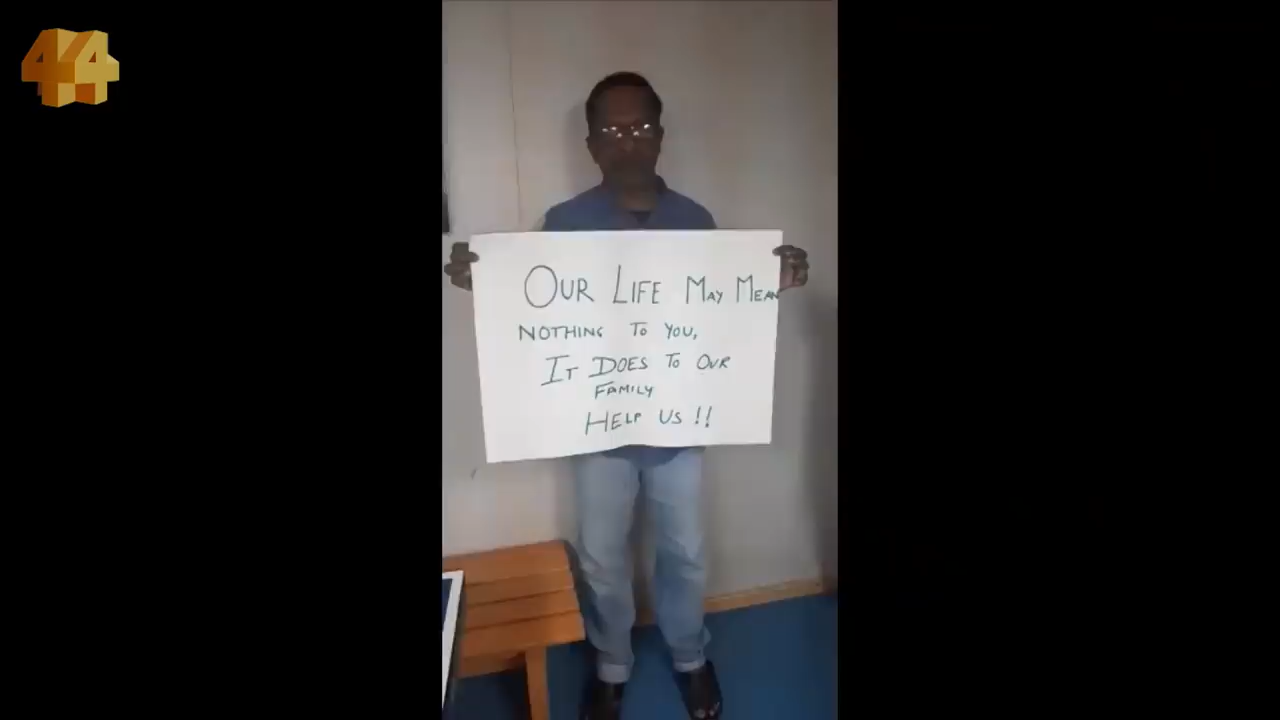 44
OUR LIFE MAY MEAN
NOTHING TO YOU,
IT DOES TO OUR
FAMILY
HELP US !!